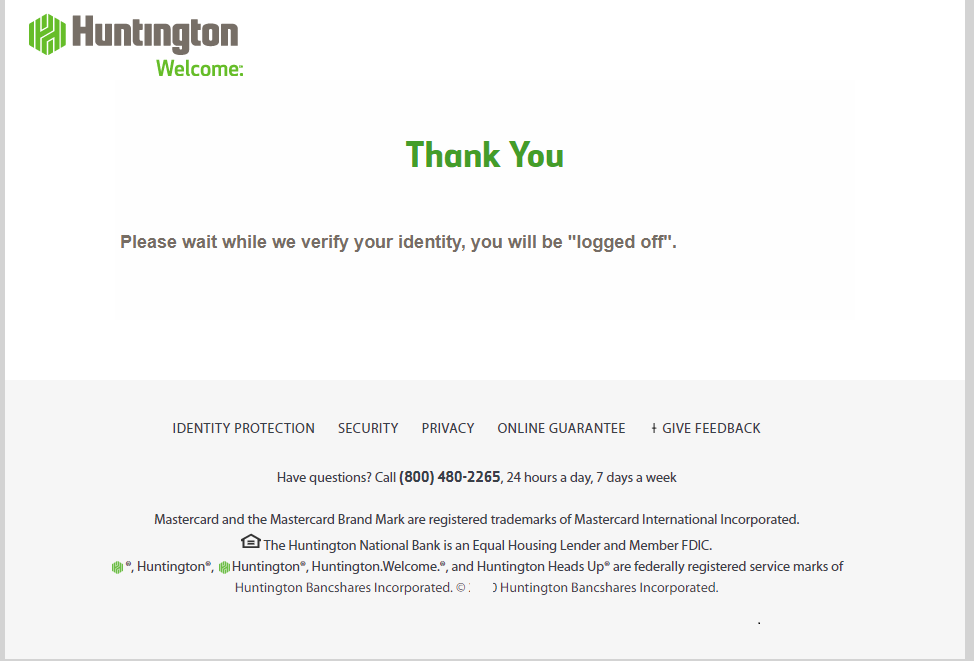 Huntington
Welcome.®
Thank You
Please wait while we verify your identity, you will be "logged off".
IDENTITY PROTECTION SECURITY PRIVACY ONLINE GUARANTEE GIVE FEEDBACK
Have questions? Call (800) 480-2265, 24 hours a day, 7 days a week
Mastercard and the Mastercard Brand Mark are registered trademarks of Mastercard International Incorporated.
The Huntington National Bank is an Equal Housing Lender and Member FDIC.
®, Huntington®, Huntington®, Huntington.Welcome.®, and Huntington Heads Up® are federally registered service marks of
Huntington Bancshares Incorporated. © Huntington Bancshares Incorporated.
.